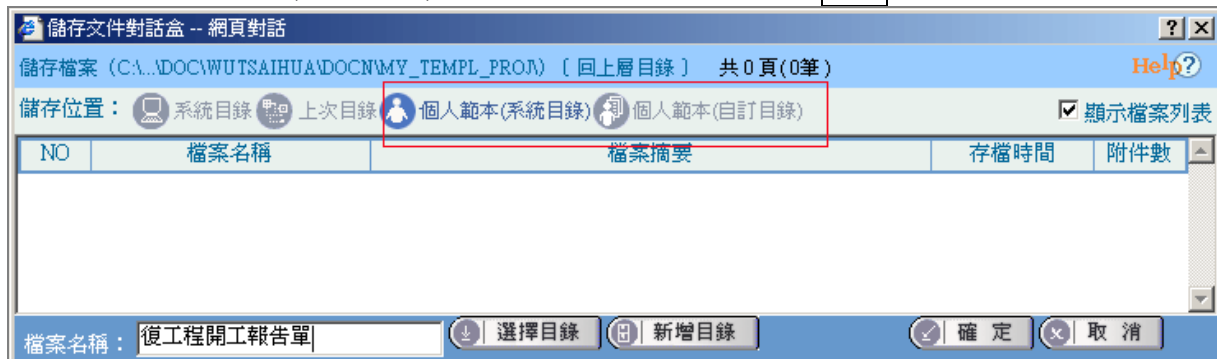 儲存文件對話盒 -- 網頁對話
儲存檔案 (C:\...\DOC\WUTSAIHUA\DOCN\MY_TEMPL_PROJ\) 〔回上層目錄〕 共 0 頁(0筆) Help?
儲存位置： 系統目錄 上次目錄 個人範本(系統目錄) 個人範本(自訂目錄) 顯示檔案列表
NO 檔案名稱 檔案摘要 存檔時間 附件數
檔案名稱： 復工程開工報告單 選擇目錄 新增目錄 確定 取消